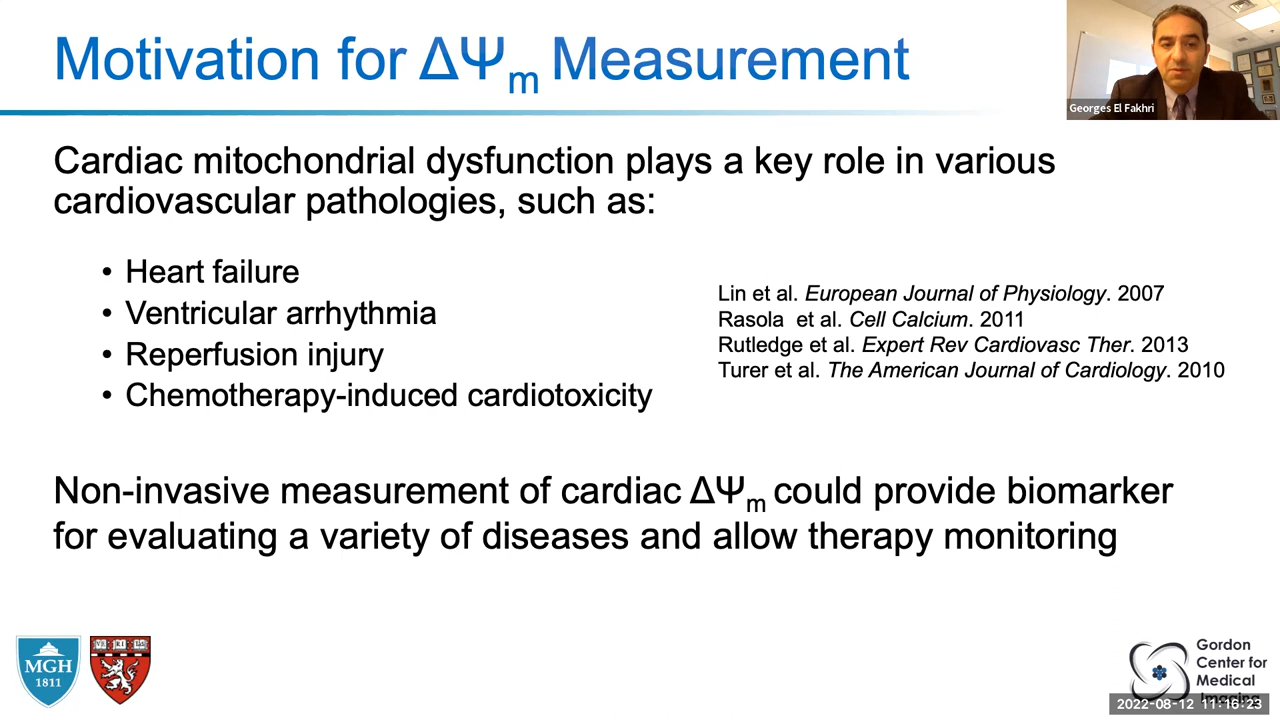 Motivation for ΔΨm Measurement
Georges El Fakhri
Cardiac mitochondrial dysfunction plays a key role in various
cardiovascular pathologies, such as:
• Heart failure
• Ventricular arrhythmia
• Reperfusion injury
• Chemotherapy-induced cardiotoxicity
Lin et al. European Journal of Physiology. 2007
Rasola et al. Cell Calcium. 2011
Rutledge et al. Expert Rev Cardiovasc Ther. 2013
Turer et al. The American Journal of Cardiology. 2010
Non-invasive measurement of cardiac ΔΨm could provide biomarker
for evaluating a variety of diseases and allow therapy monitoring
MGH
1811
VE RI TAS
Gordon
Center for
Medical
Imaging
2022-08-12 11:16:23